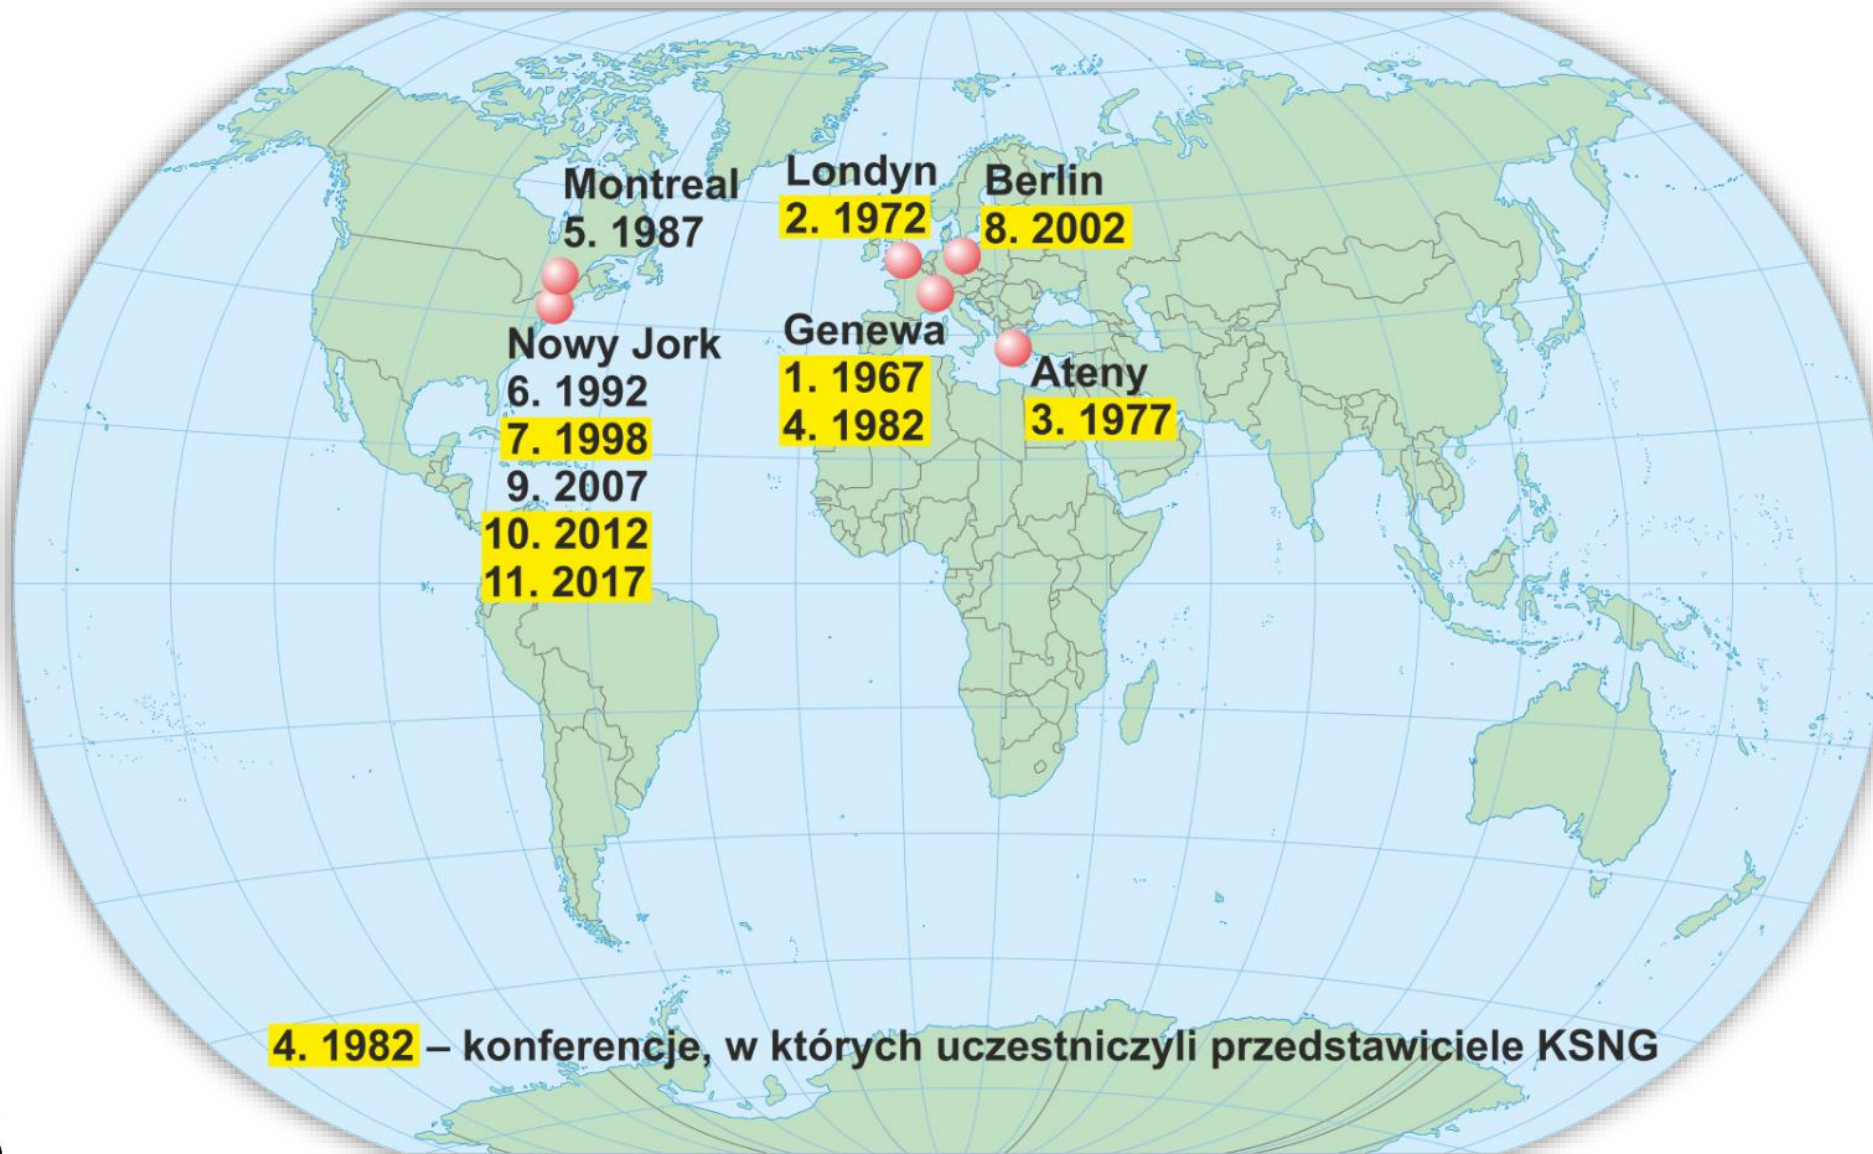 Montreal
5. 1987
Londyn
2. 1972
Berlin
8. 2002
Nowy Jork
6. 1992
7. 1998
9. 2007
10. 2012
11. 2017
Genewa
1. 1967
4. 1982
Ateny
3. 1977
4. 1982 – konferencje, w których uczestniczyli przedstawiciele KSNG